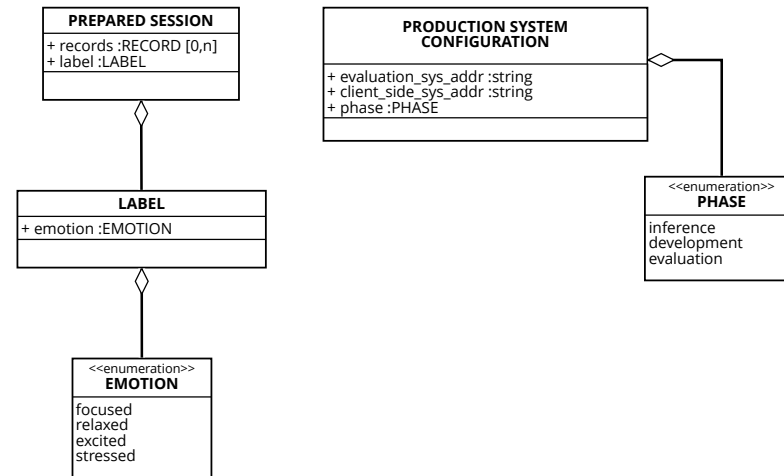 PREPARED SESSION
+ records :RECORD [0,n]
+ label :LABEL
PRODUCTION SYSTEM
CONFIGURATION
+ evaluation_sys_addr :string
+ client_side_sys_addr :string
+ phase :PHASE
LABEL
+ emotion :EMOTION
<<enumeration>>
PHASE
inference
development
evaluation
<<enumeration>>
EMOTION
focused
relaxed
excited
stressed